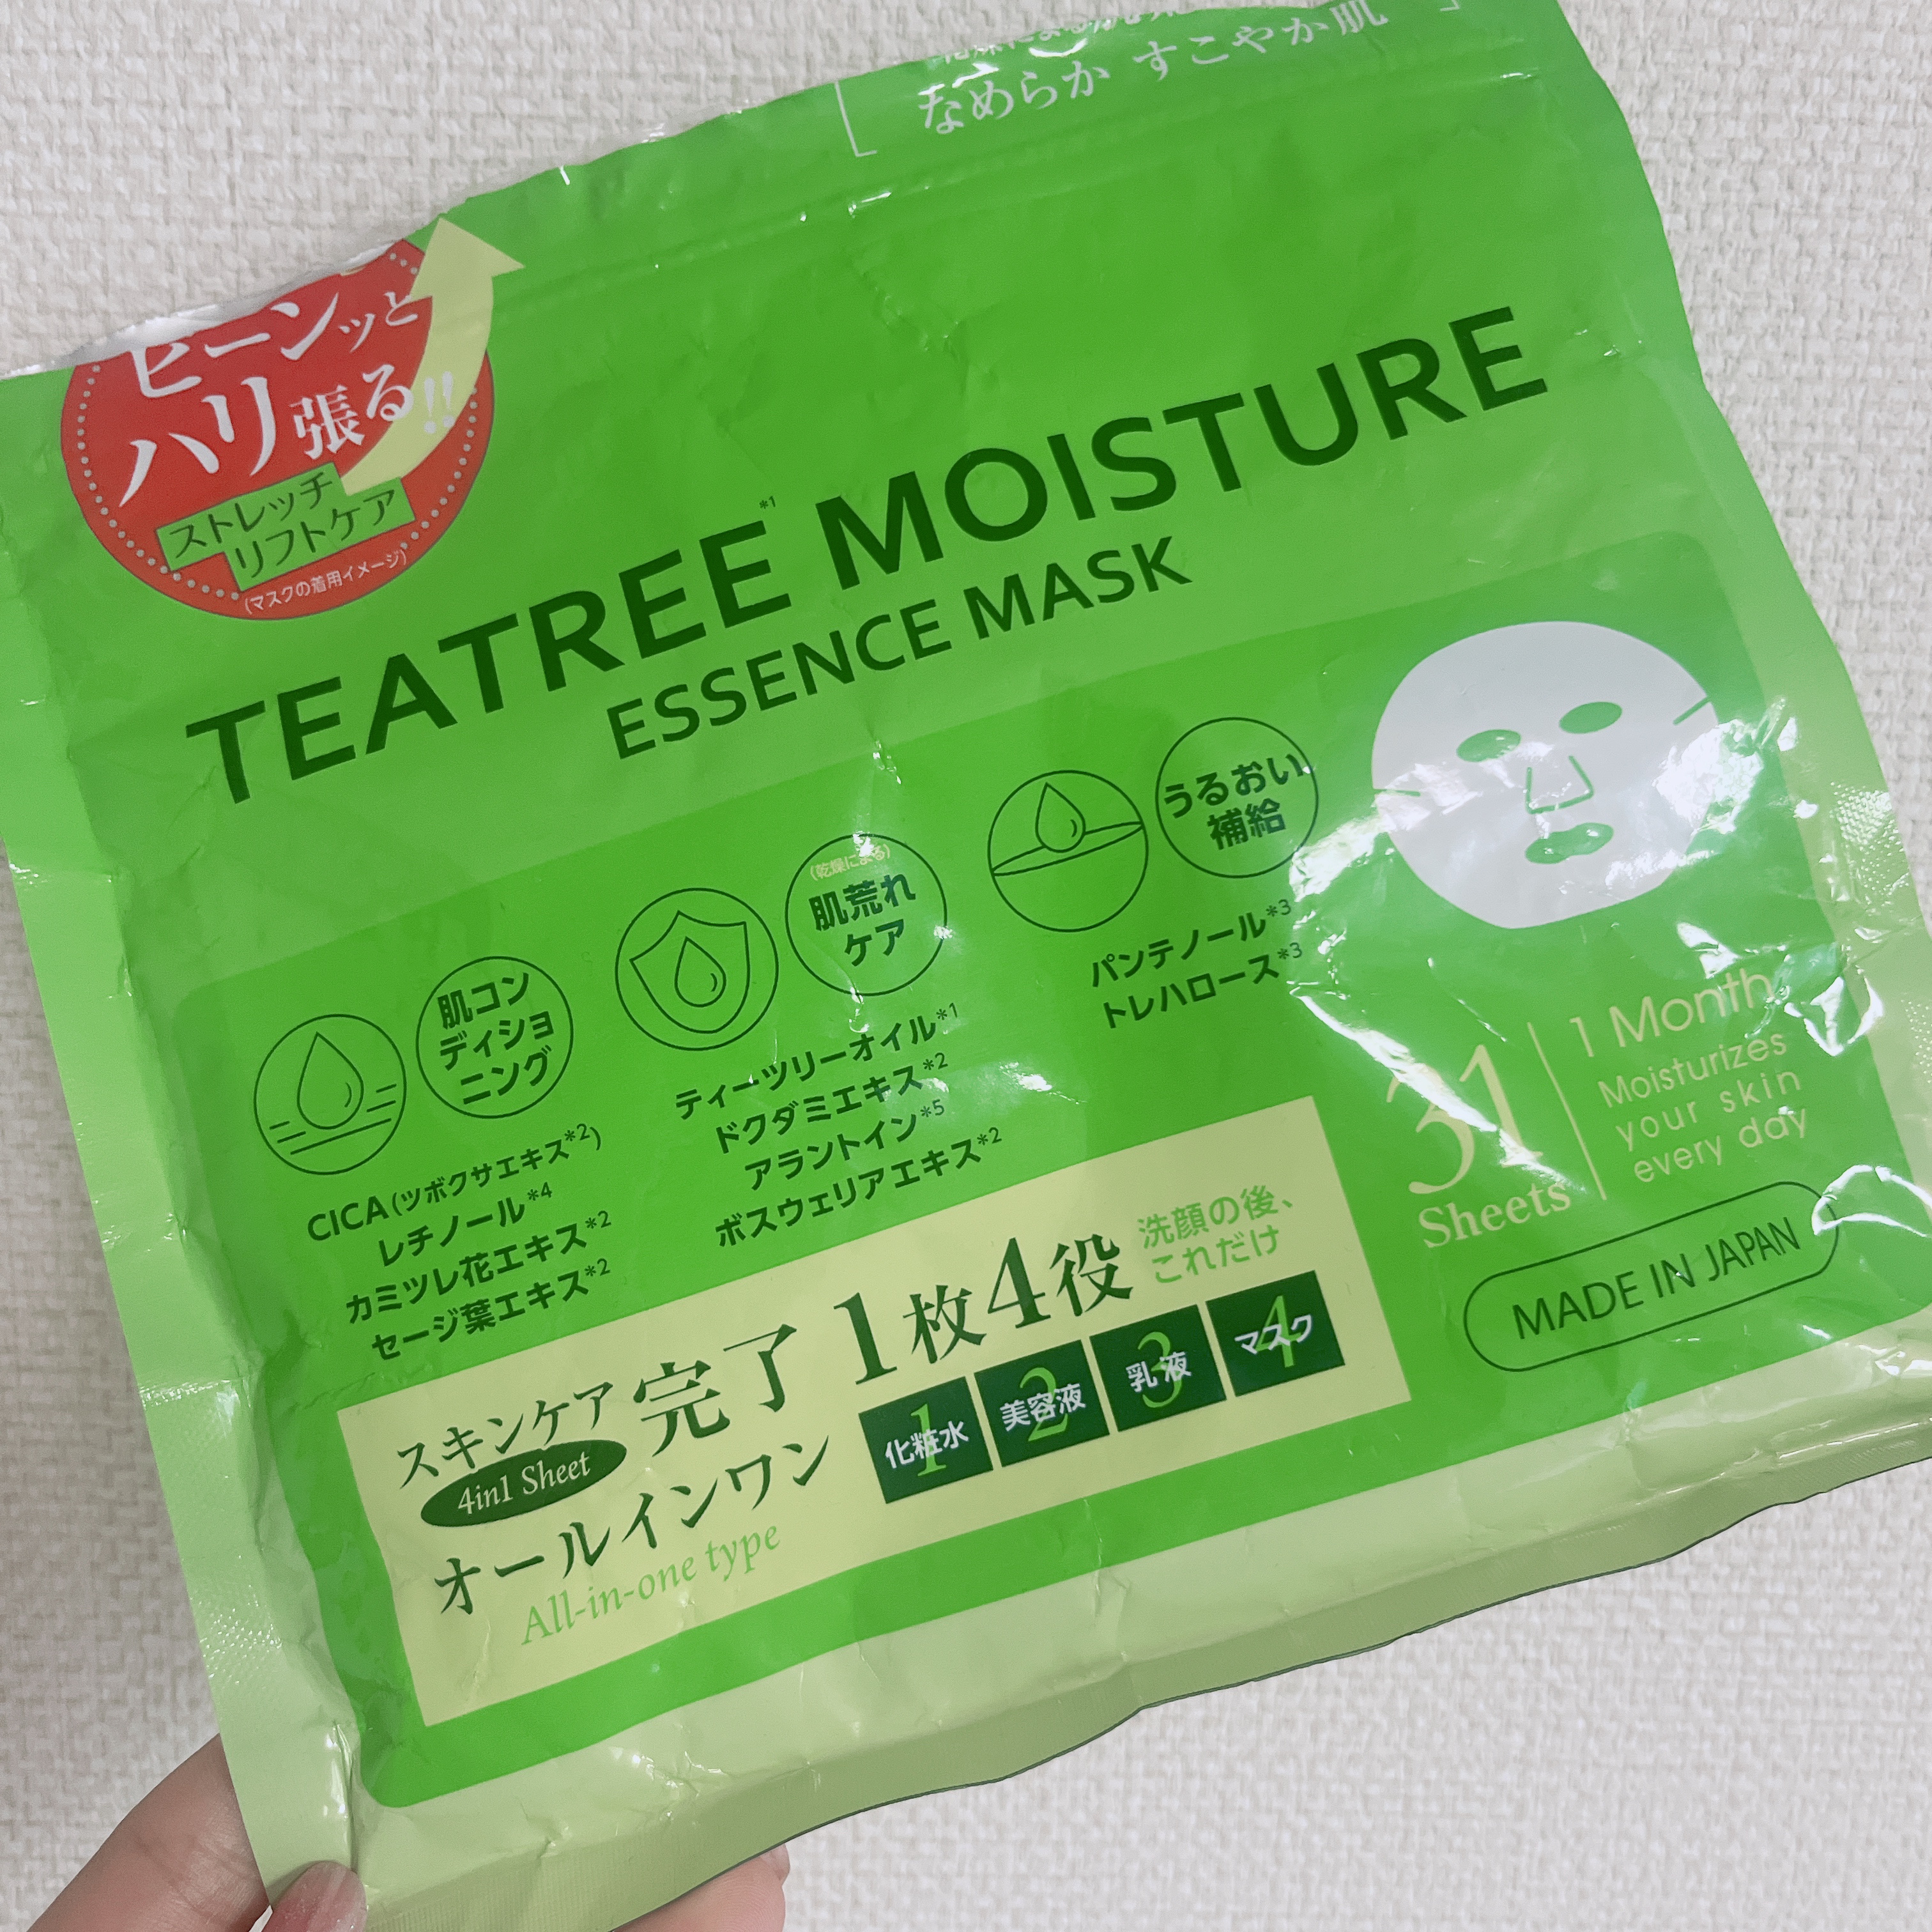 なめらか すこやか肌
ピーンッと
ハリ張る!!
ストレッチ
リフトケア
(マスクの着用イメージ)
TEATREE*1 MOISTURE
ESSENCE MASK
肌コン
ディショ
ニング
CICA(ツボクサエキス*2)
レチノール*4
カミツレ花エキス*2
セージ葉エキス*2
(乾燥による)
肌荒れ
ケア
ティーツリーオイル*1
ドクダミエキス*2
アラントイン*5
ボスウェリアエキス*2
うるおい
補給
パンテノール*3
トレハロース*3
31
Sheets
1 Month
Moisturizes
your skin
every day
MADE IN JAPAN
スキンケア完了
4in1 Sheet
オールインワン
All-in-one type
1枚4役
洗顔の後、
これだけ
1 化粧水
2 美容液
3 乳液
4 マスク